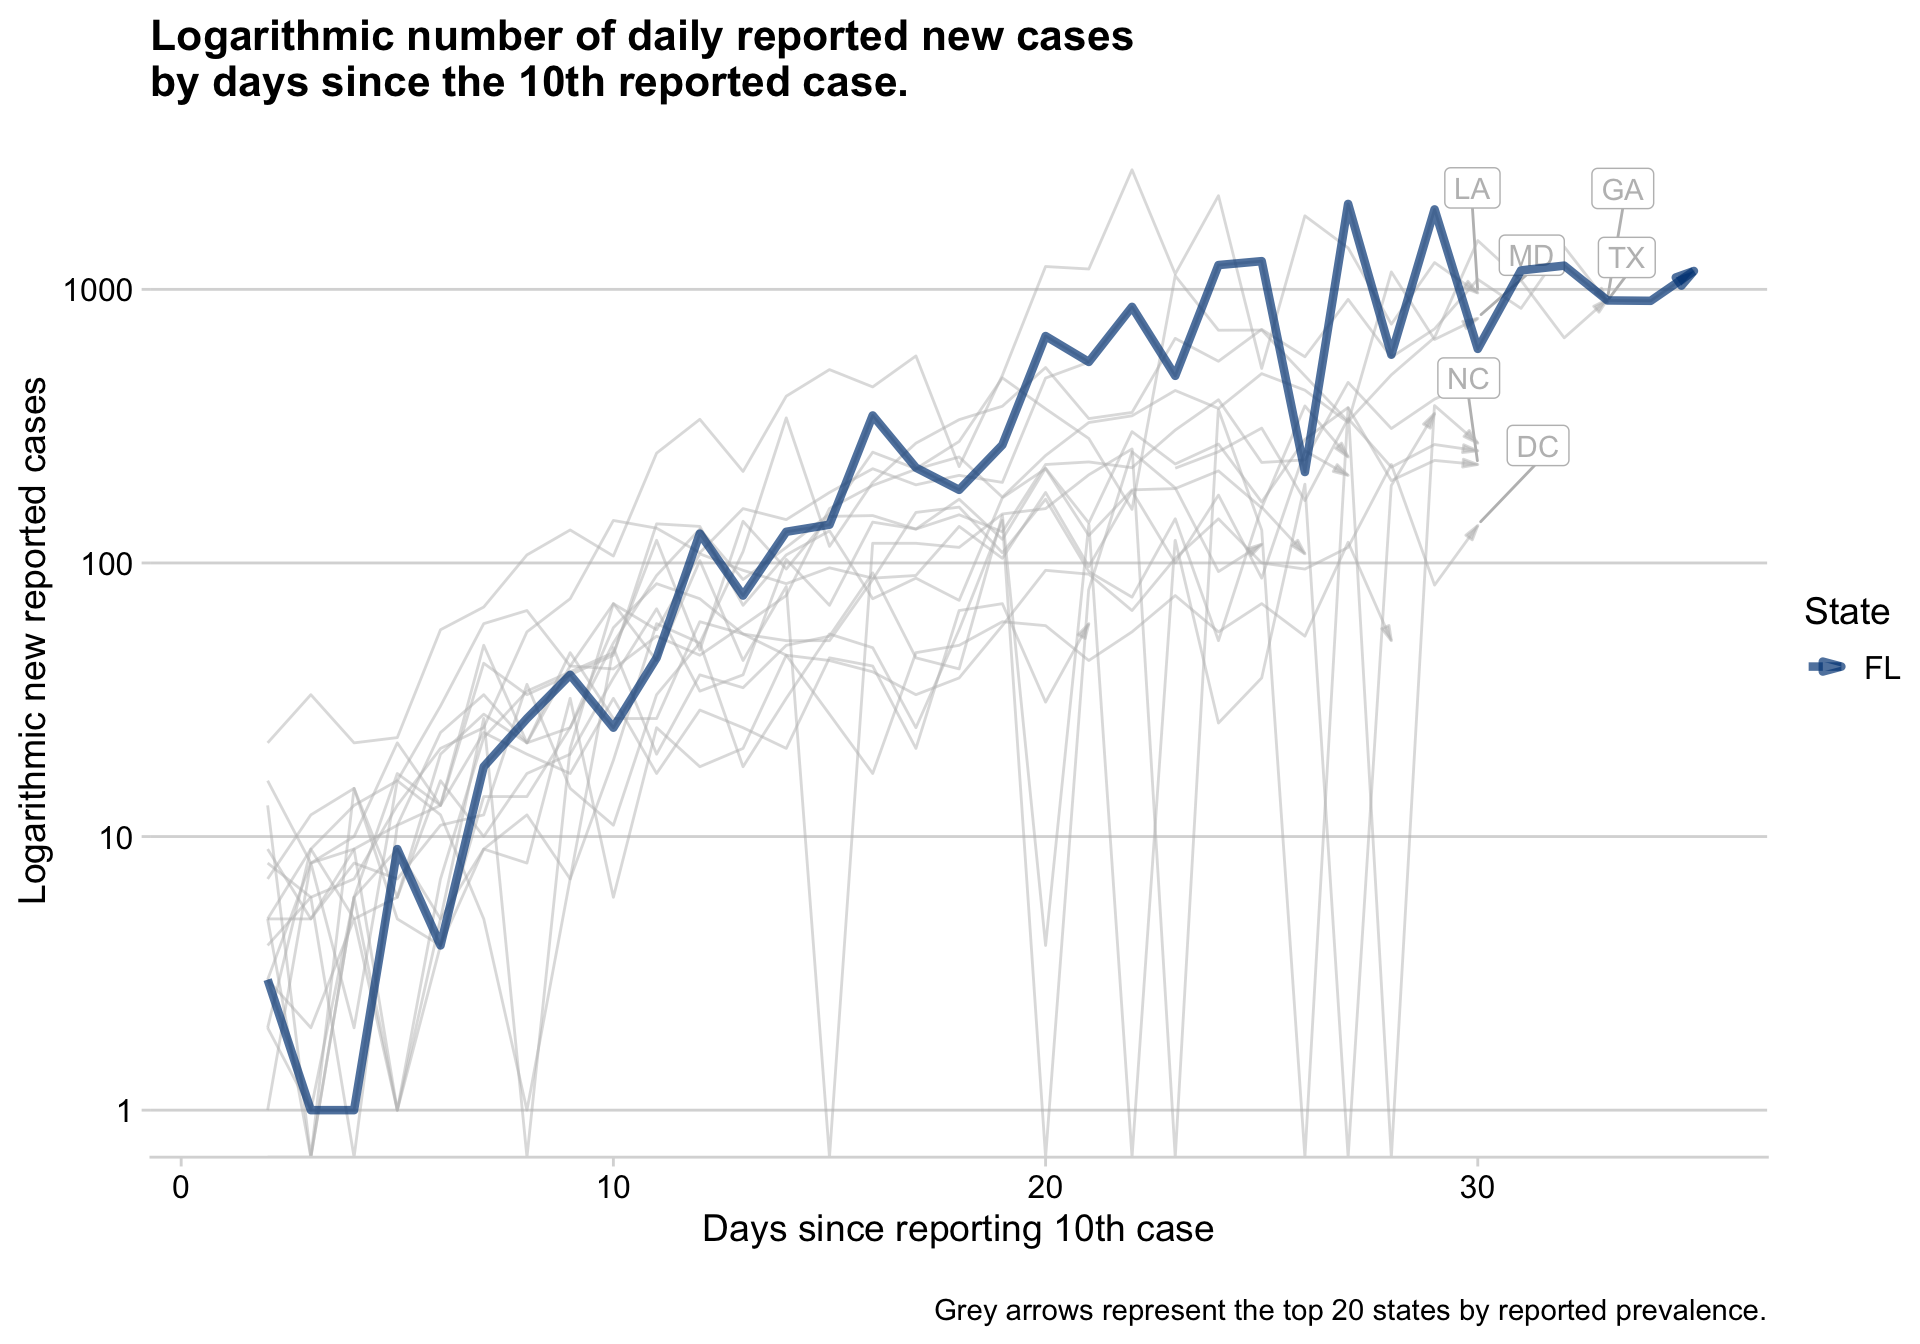 Logarithmic number of daily reported new cases
by days since the 10th reported case.
LA
GA
MD
TX
NC
DC
Logarithmic new reported cases
1000
100
10
1
0
10
20
30
Days since reporting 10th case
State
FL
Grey arrows represent the top 20 states by reported prevalence.